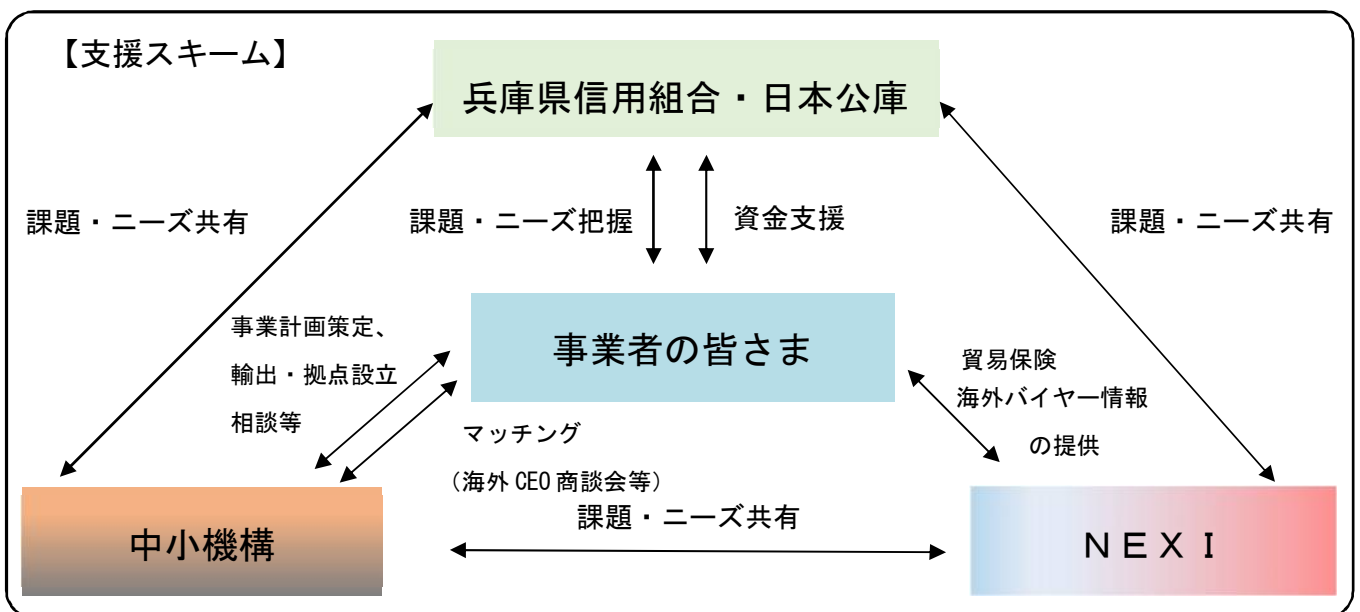 【支援スキーム】
兵庫県信用組合・日本公庫
課題・ニーズ共有
課題・ニーズ把握
資金支援
課題・ニーズ共有
事業計画策定、
輸出・拠点設立
相談等
事業者の皆さま
貿易保険
海外バイヤー情報
の提供
マッチング
(海外 CEO 商談会等)
課題・ニーズ共有
中小機構
ＮＥＸＩ